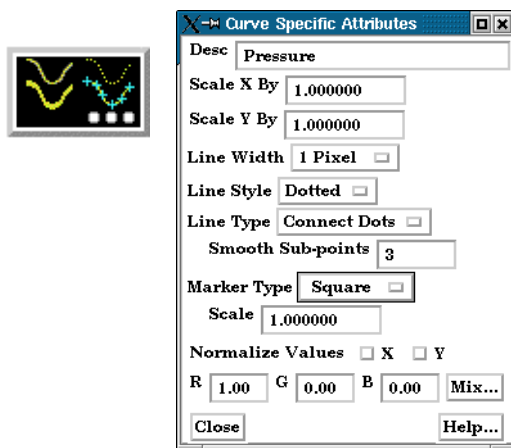 Curve Specific Attributes
Desc Pressure
Scale X By 1.000000
Scale Y By 1.000000
Line Width 1 Pixel
Line Style Dotted
Line Type Connect Dots
Smooth Sub-points 3
Marker Type Square
Scale 1.000000
Normalize Values X Y
R 1.00 G 0.00 B 0.00 Mix...
Close Help...